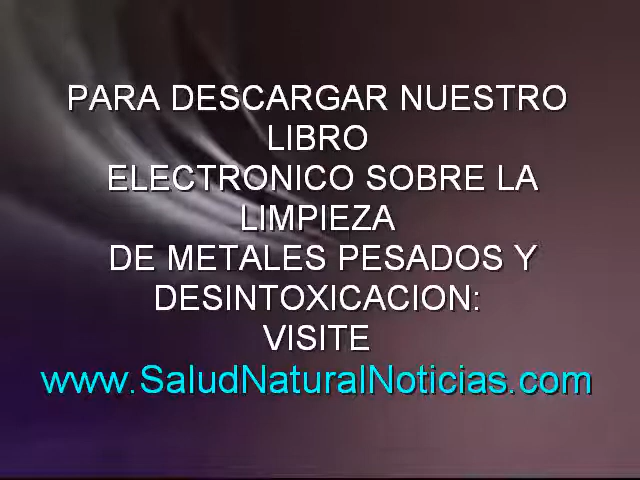 PARA DESCARGAR NUESTRO
LIBRO
ELECTRONICO SOBRE LA
LIMPIEZA
DE METALES PESADOS Y
DESINTOXICACION:
VISITE
www.SaludNaturalNoticias.com